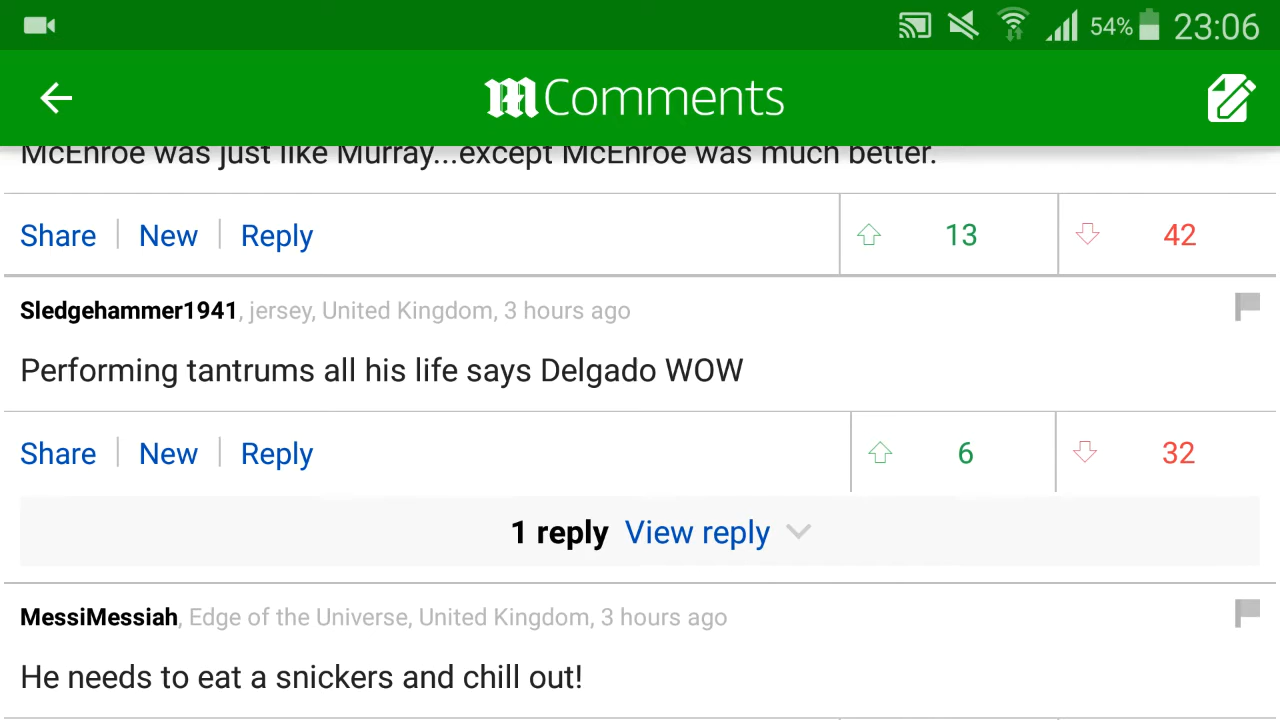 54% 23:06
Comments
McEnroe was just like Murray...except McEnroe was much better.
Share New Reply 13 42
Sledgehammer1941, jersey, United Kingdom, 3 hours ago
Performing tantrums all his life says Delgado WOW
Share New Reply 6 32
1 reply View reply
MessiMessiah, Edge of the Universe, United Kingdom, 3 hours ago
He needs to eat a snickers and chill out!